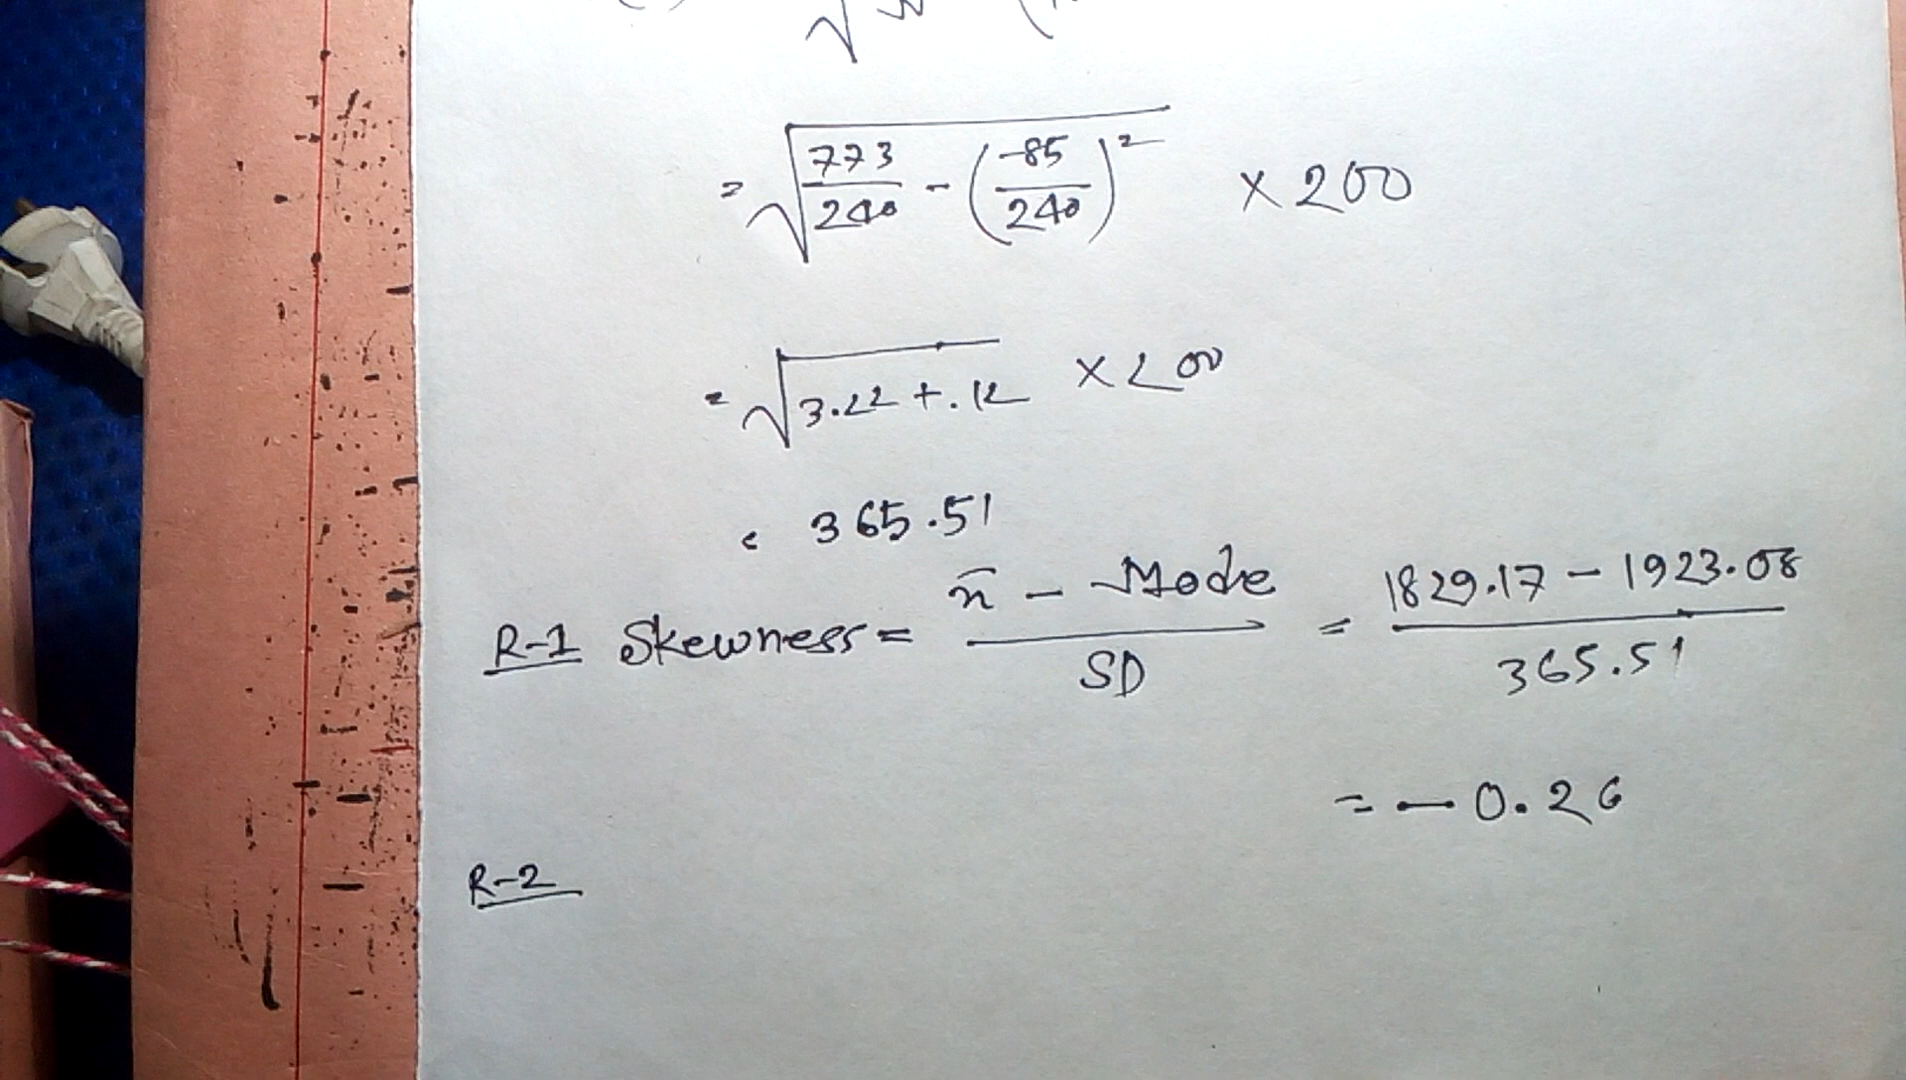 = √(773/240 - (-85/240)²) × 200
= √(3.22 + .12) × 200
= 365.51
R-1 Skewness = (x̄ - Mode)/SD = (1829.17 - 1923.08)/365.51
= - 0.26
R-2